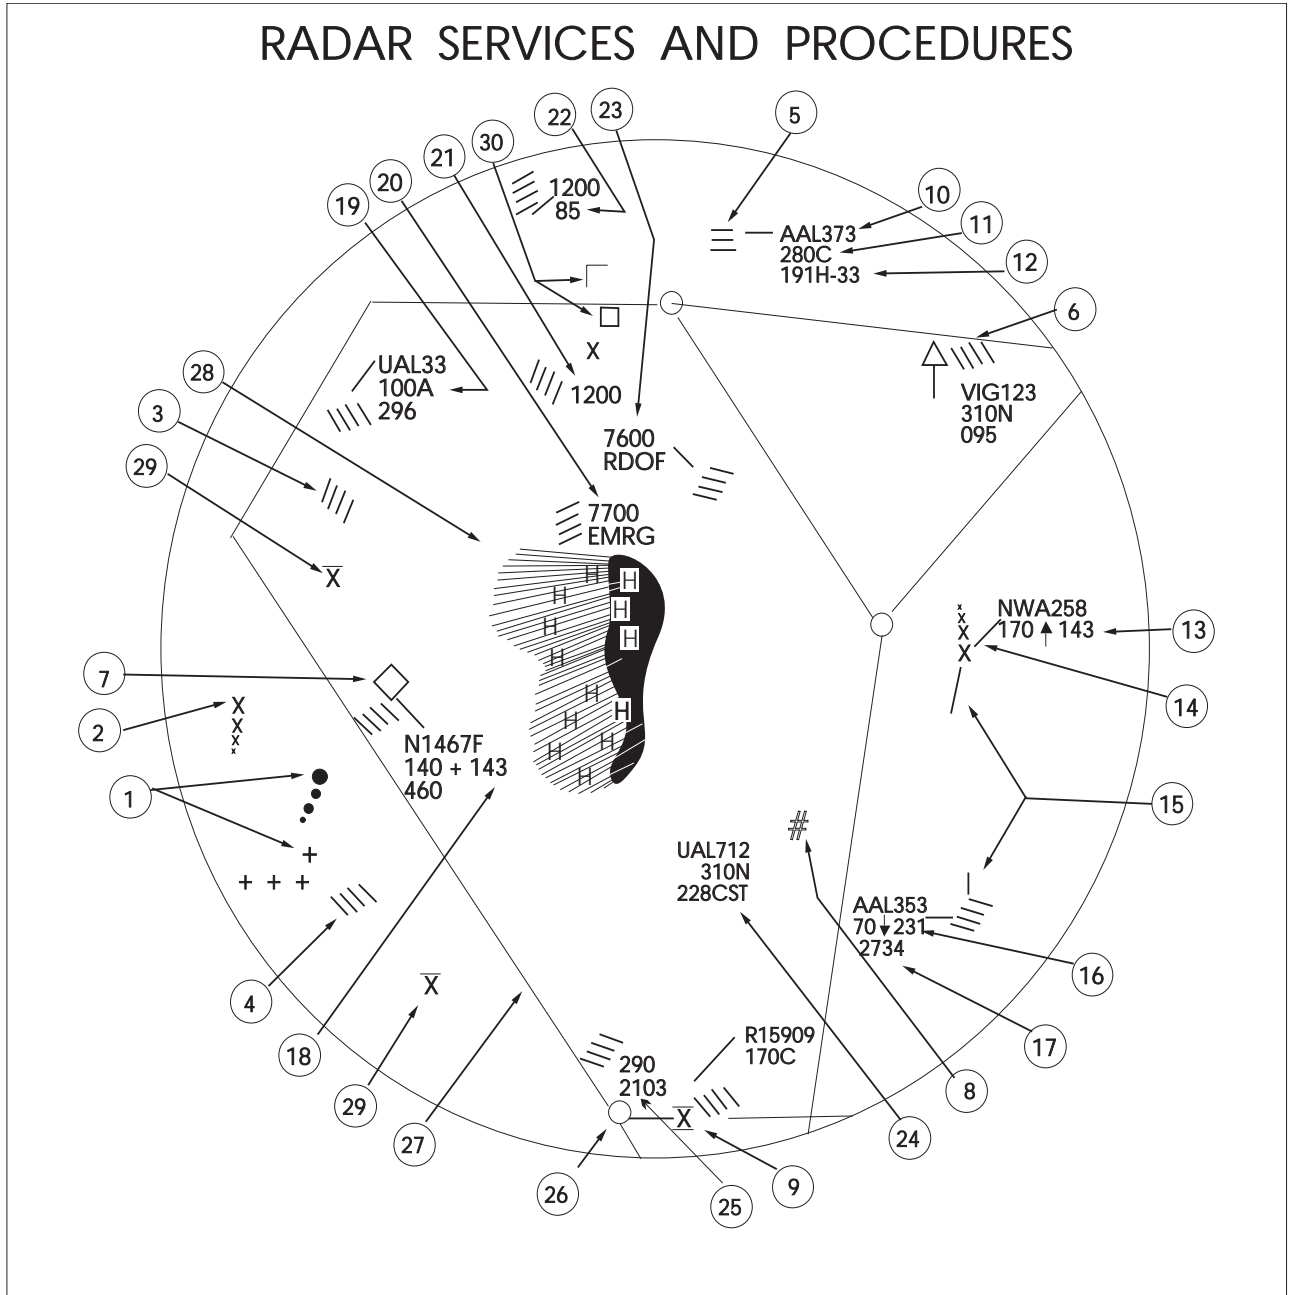 RADAR SERVICES AND PROCEDURES
22
23
5
30
21
20
19
1200
85
10
11
12
AAL373
280C
191H-33
6
X
UAL33
100A
296
1200
VIG123
310N
095
28
3
29
7600
RDOF
7700
EMRG
X
H
H
H
H
H
H
H
H
H
H
H
H
H
x
x
X
X
NWA258
170 143
13
14
7
2
X
X
x
x
N1467F
140 + 143
460
1
15
+
+ + +
#
UAL712
310N
228CST
AAL353
70 231
2734
16
4
X
18
29
27
17
R15909
170C
290
2103
X
8
24
26
25
9